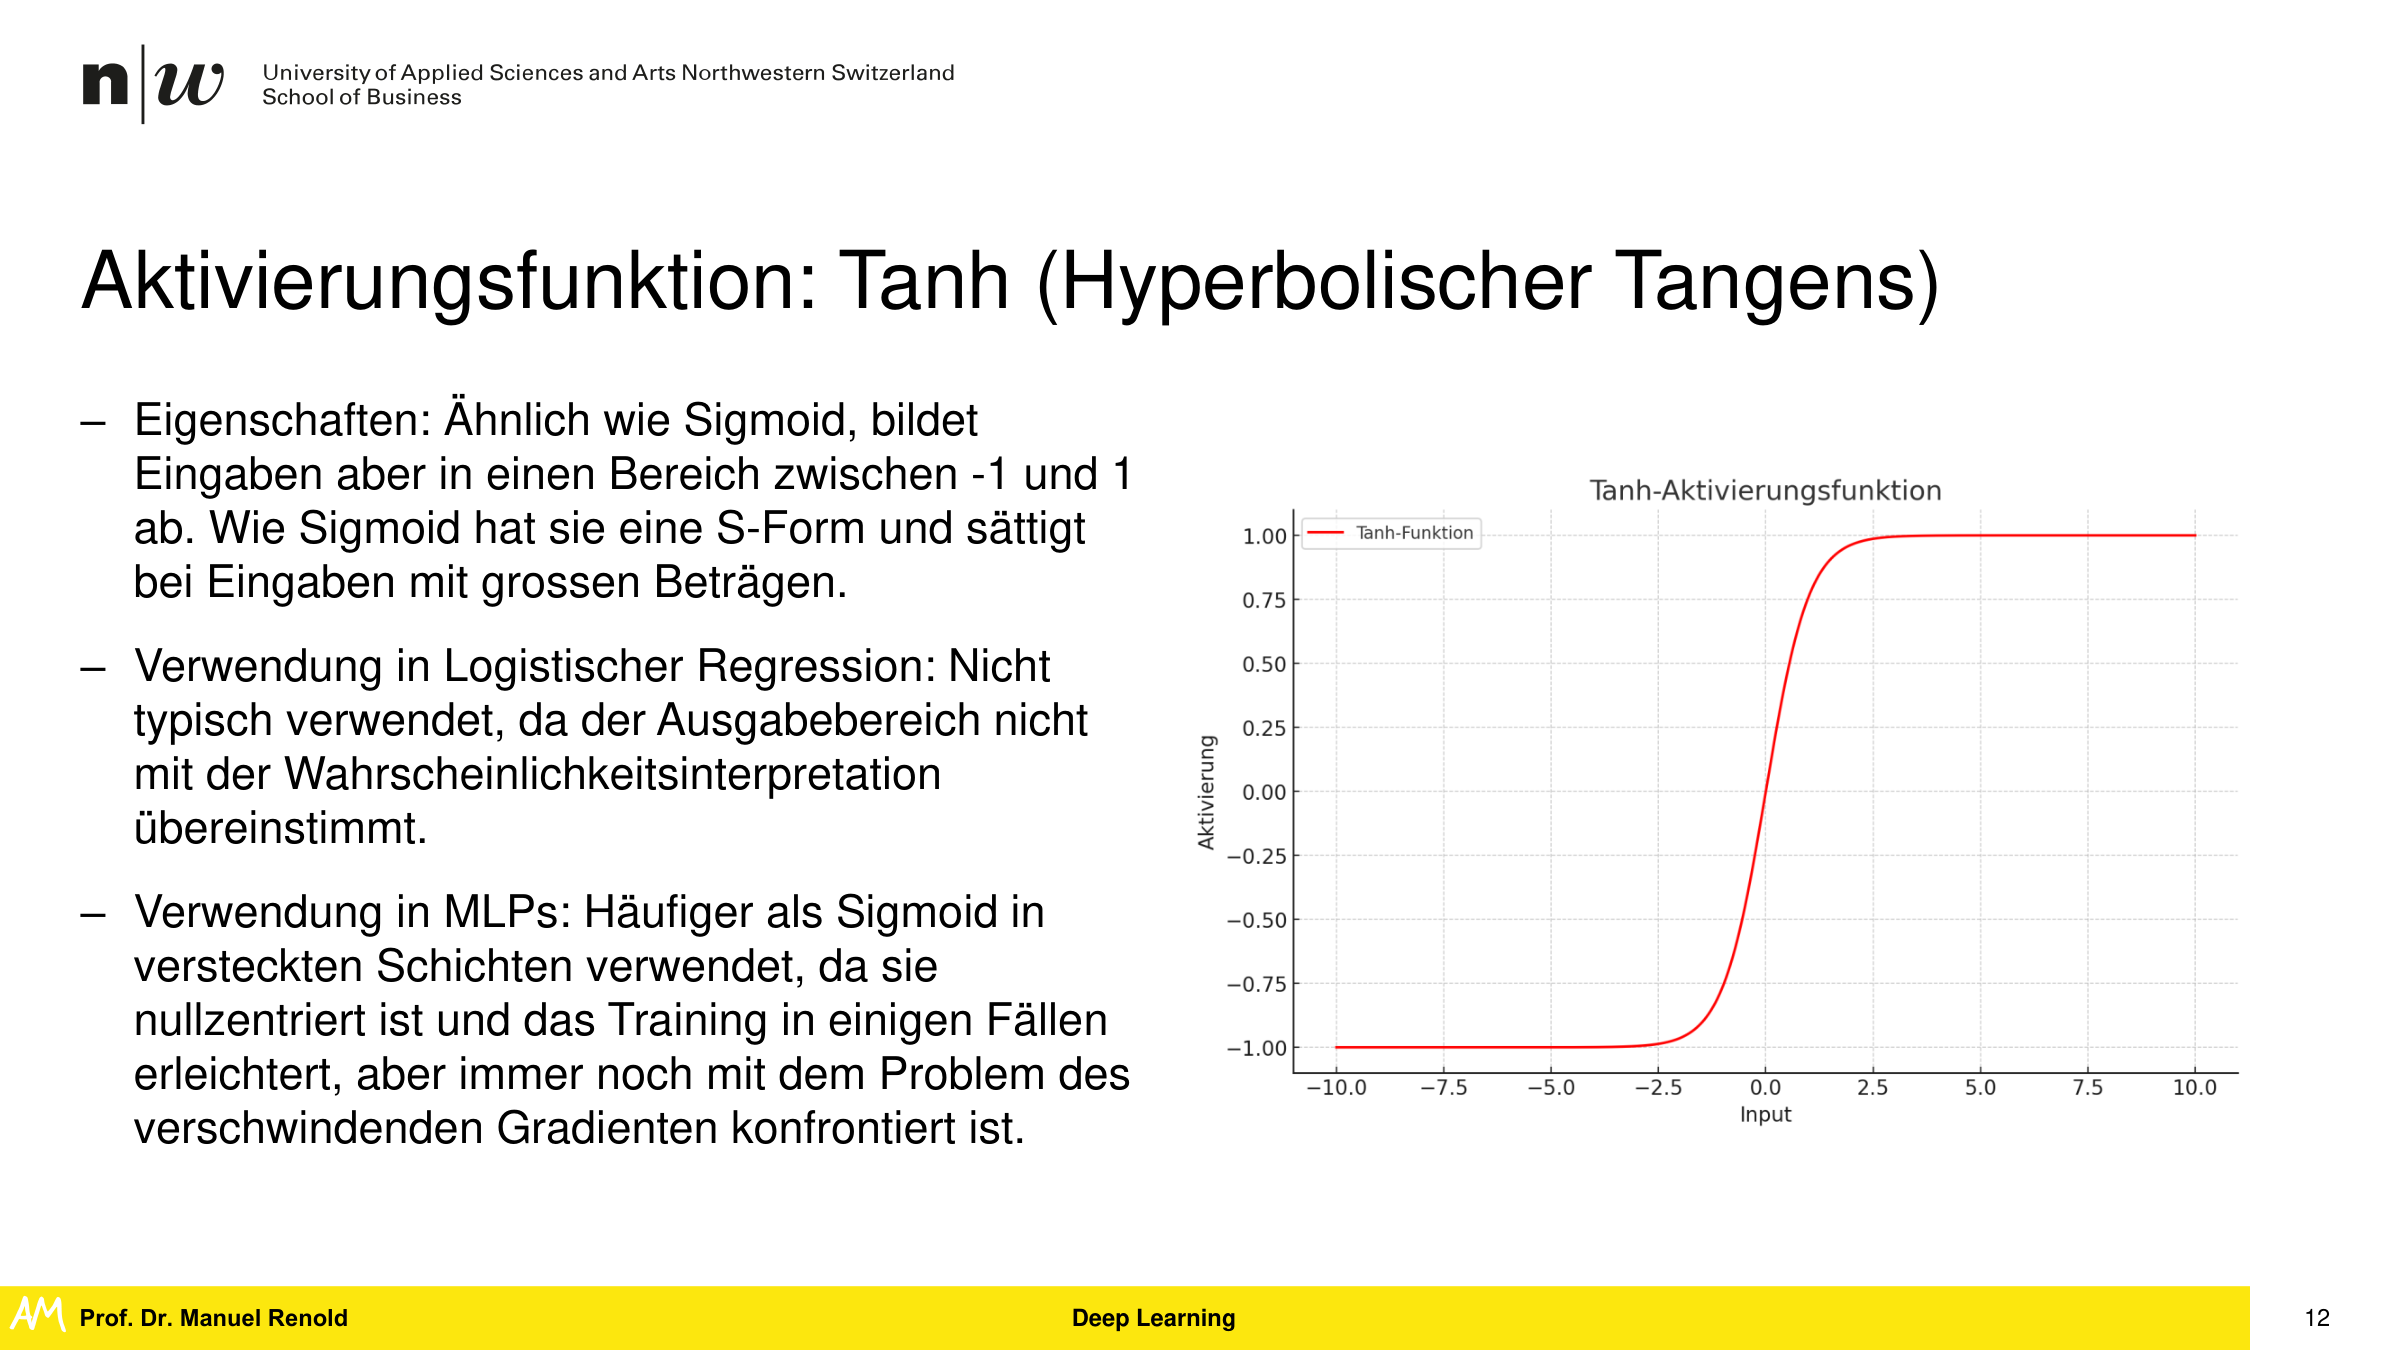 n|w University of Applied Sciences and Arts Northwestern Switzerland
School of Business
Aktivierungsfunktion: Tanh (Hyperbolischer Tangens)
– Eigenschaften: Ähnlich wie Sigmoid, bildet
Eingaben aber in einen Bereich zwischen -1 und 1
ab. Wie Sigmoid hat sie eine S-Form und sättigt
bei Eingaben mit grossen Beträgen.
– Verwendung in Logistischer Regression: Nicht
typisch verwendet, da der Ausgabebereich nicht
mit der Wahrscheinlichkeitsinterpretation
übereinstimmt.
– Verwendung in MLPs: Häufiger als Sigmoid in
versteckten Schichten verwendet, da sie
nullzentriert ist und das Training in einigen Fällen
erleichtert, aber immer noch mit dem Problem des
verschwindenden Gradienten konfrontiert ist.
Tanh-Aktivierungsfunktion
Tanh-Funktion
1.00
0.75
0.50
0.25
0.00
−0.25
−0.50
−0.75
−1.00
Aktivierung
−10.0 −7.5 −5.0 −2.5 0.0 2.5 5.0 7.5 10.0
Input
AM Prof. Dr. Manuel Renold Deep Learning 12